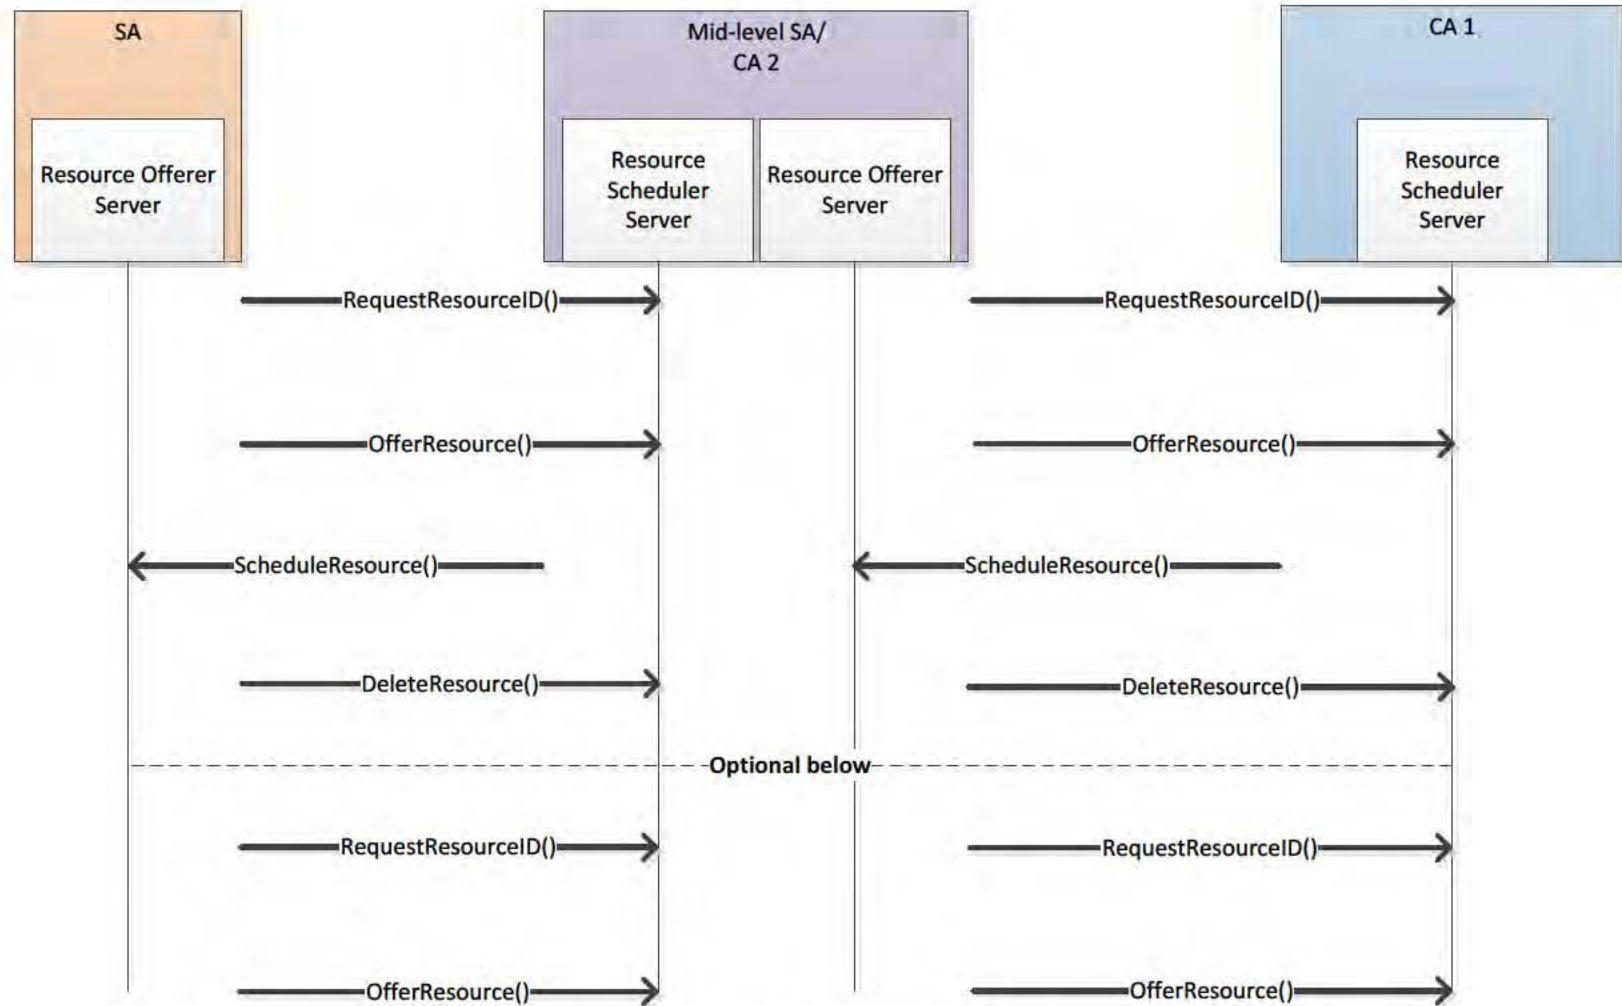 SA
Mid-level SA/
CA 2
CA 1
Resource Offerer
Server
Resource
Scheduler
Server
Resource Offerer
Server
Resource
Scheduler
Server
RequestResourceID()
RequestResourceID()
OfferResource()
OfferResource()
ScheduleResource()
ScheduleResource()
DeleteResource()
DeleteResource()
Optional below
RequestResourceID()
RequestResourceID()
OfferResource()
OfferResource()